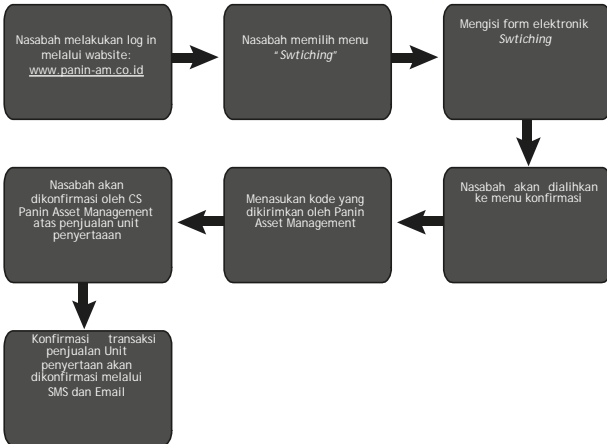 Nasabah melakukan log in
melalui wabsite:
www.panin-am.co.id
Nasabah memilih menu
"Swtiching"
Mengisi form elektronik
Swtiching
Nasabah akan dialihkan
ke menu konfirmasi
Menasukan kode yang
dikirimkan oleh Panin
Asset Management
Nasabah akan
dikonfirmasi oleh CS
Panin Asset Management
atas penjualan unit
penyertaaan
Konfirmasi transaksi
penjualan Unit
penyertaan akan
dikonfirmasi melalui
SMS dan Email